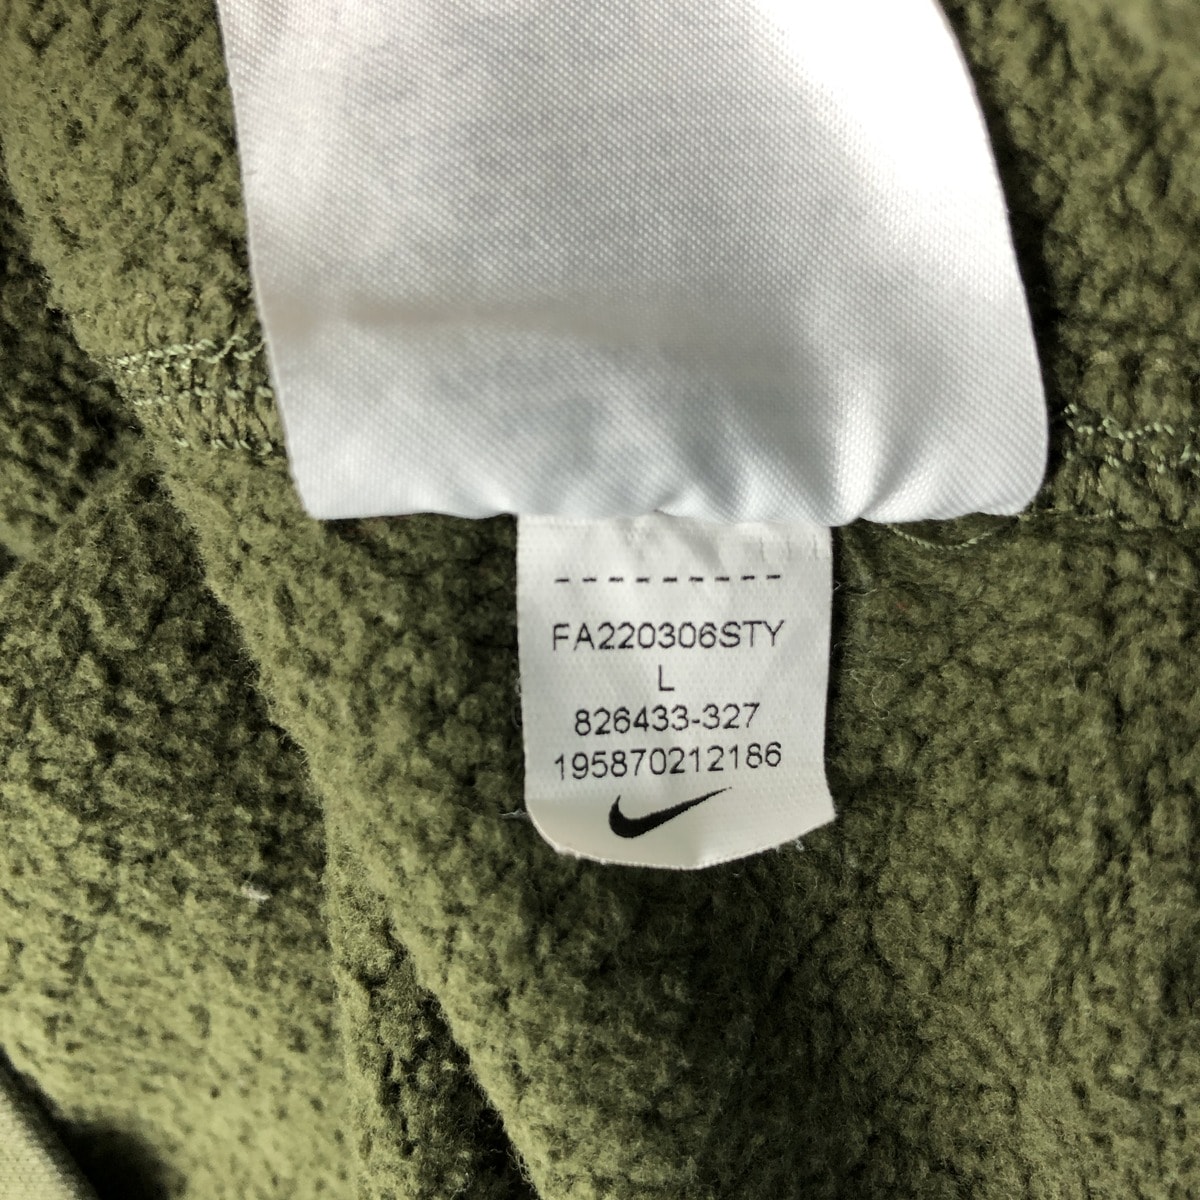 ---------
FA220306STY
L
826433-327
195870212186